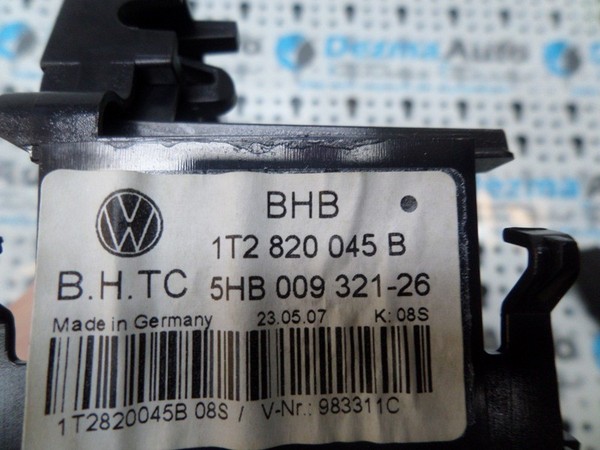 Dezmembrări Auto
BHB
1T2 820 045 B
B.H.TC 5HB 009 321-26
Made in Germany 23.05.07 K: 08S
1T2820045B 08S / V-Nr.: 983311C